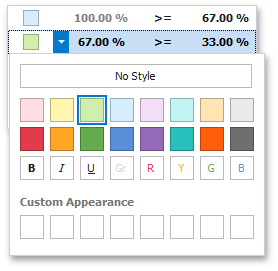 100.00 % >= 67.00 %
67.00 % >= 33.00 %
No Style
B I U Gr R Y G B
Custom Appearance